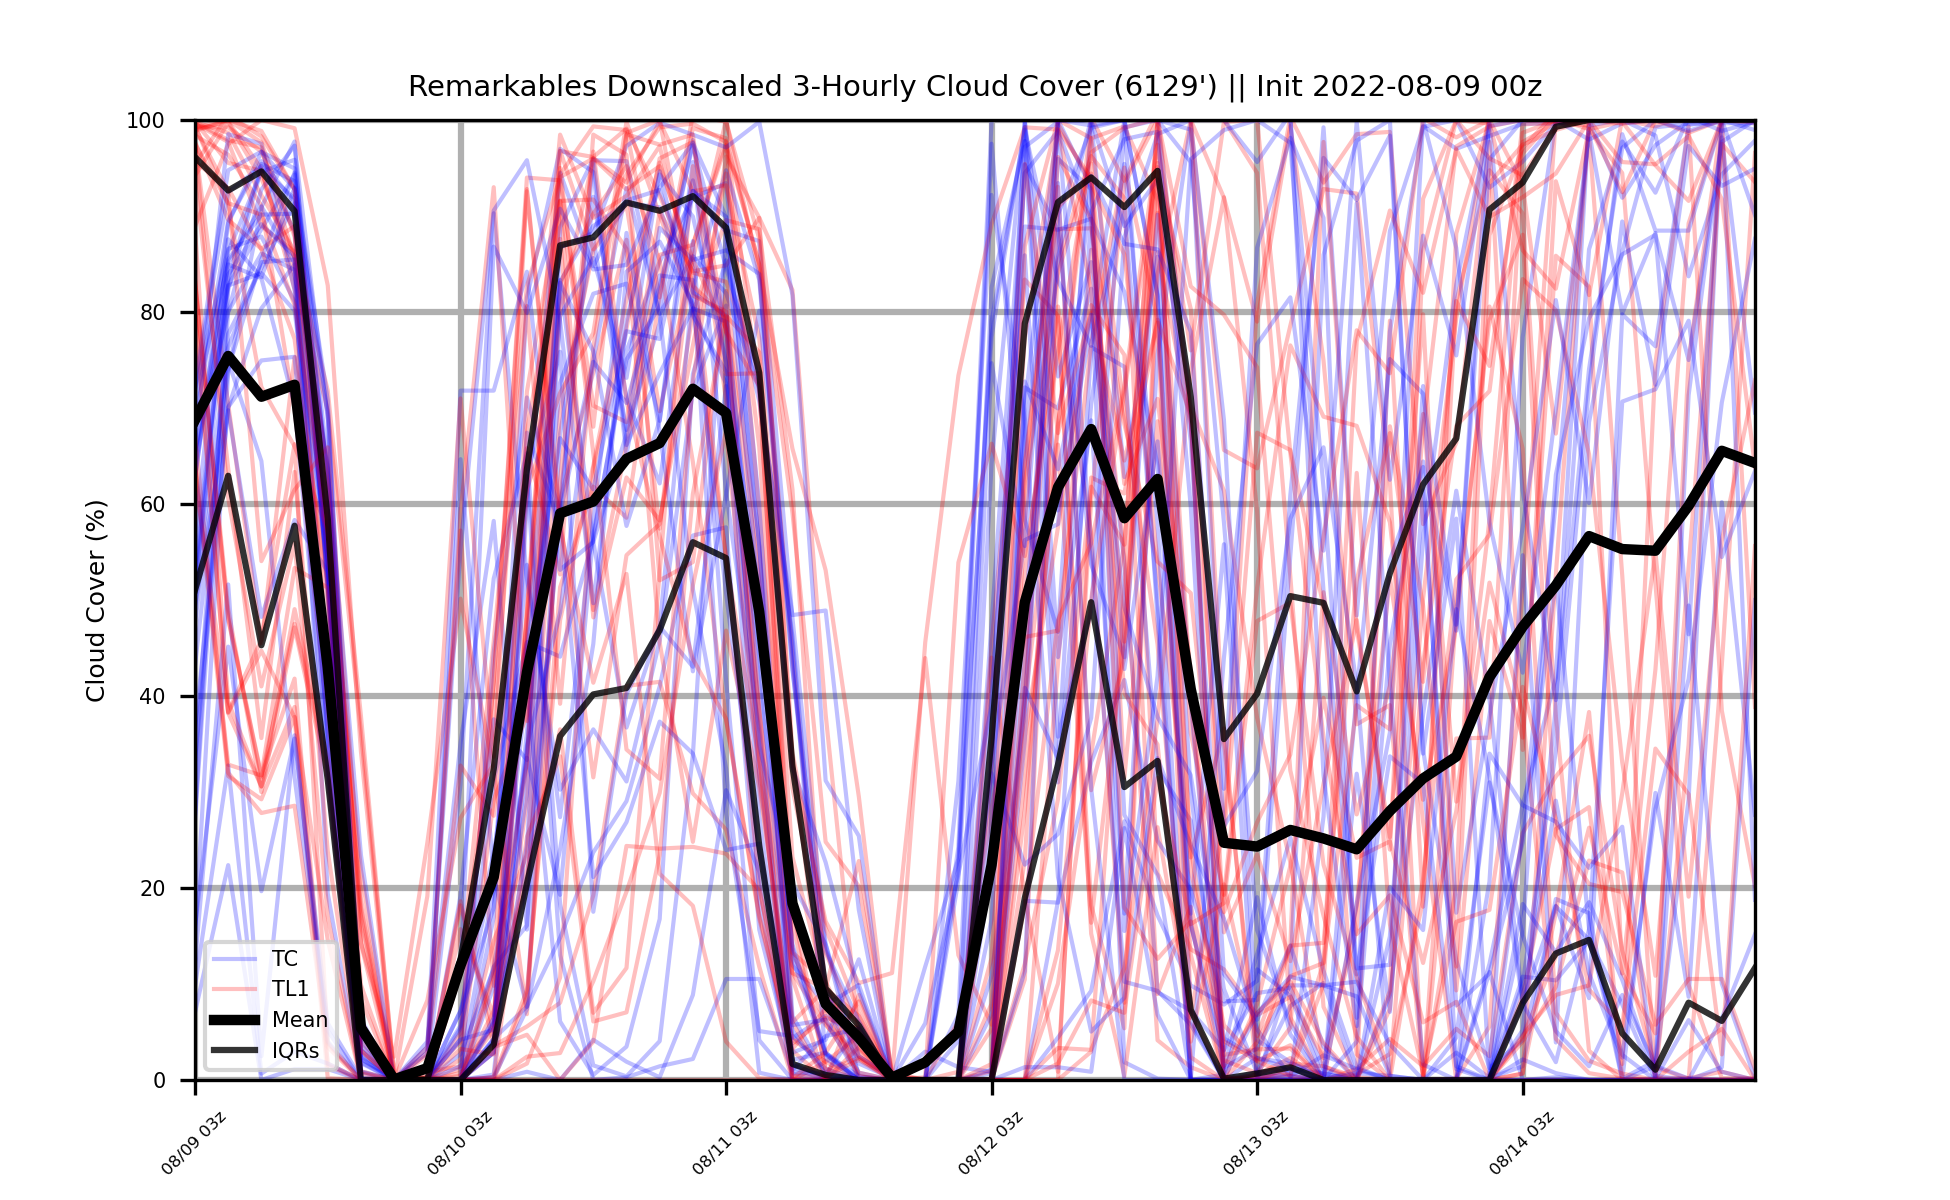 Remarkables Downscaled 3-Hourly Cloud Cover (6129') || Init 2022-08-09 00z
Cloud Cover (%)
100
80
60
40
20
0
TC
TL1
Mean
IQRs
08/09 03z
08/10 03z
08/11 03z
08/12 03z
08/13 03z
08/14 03z